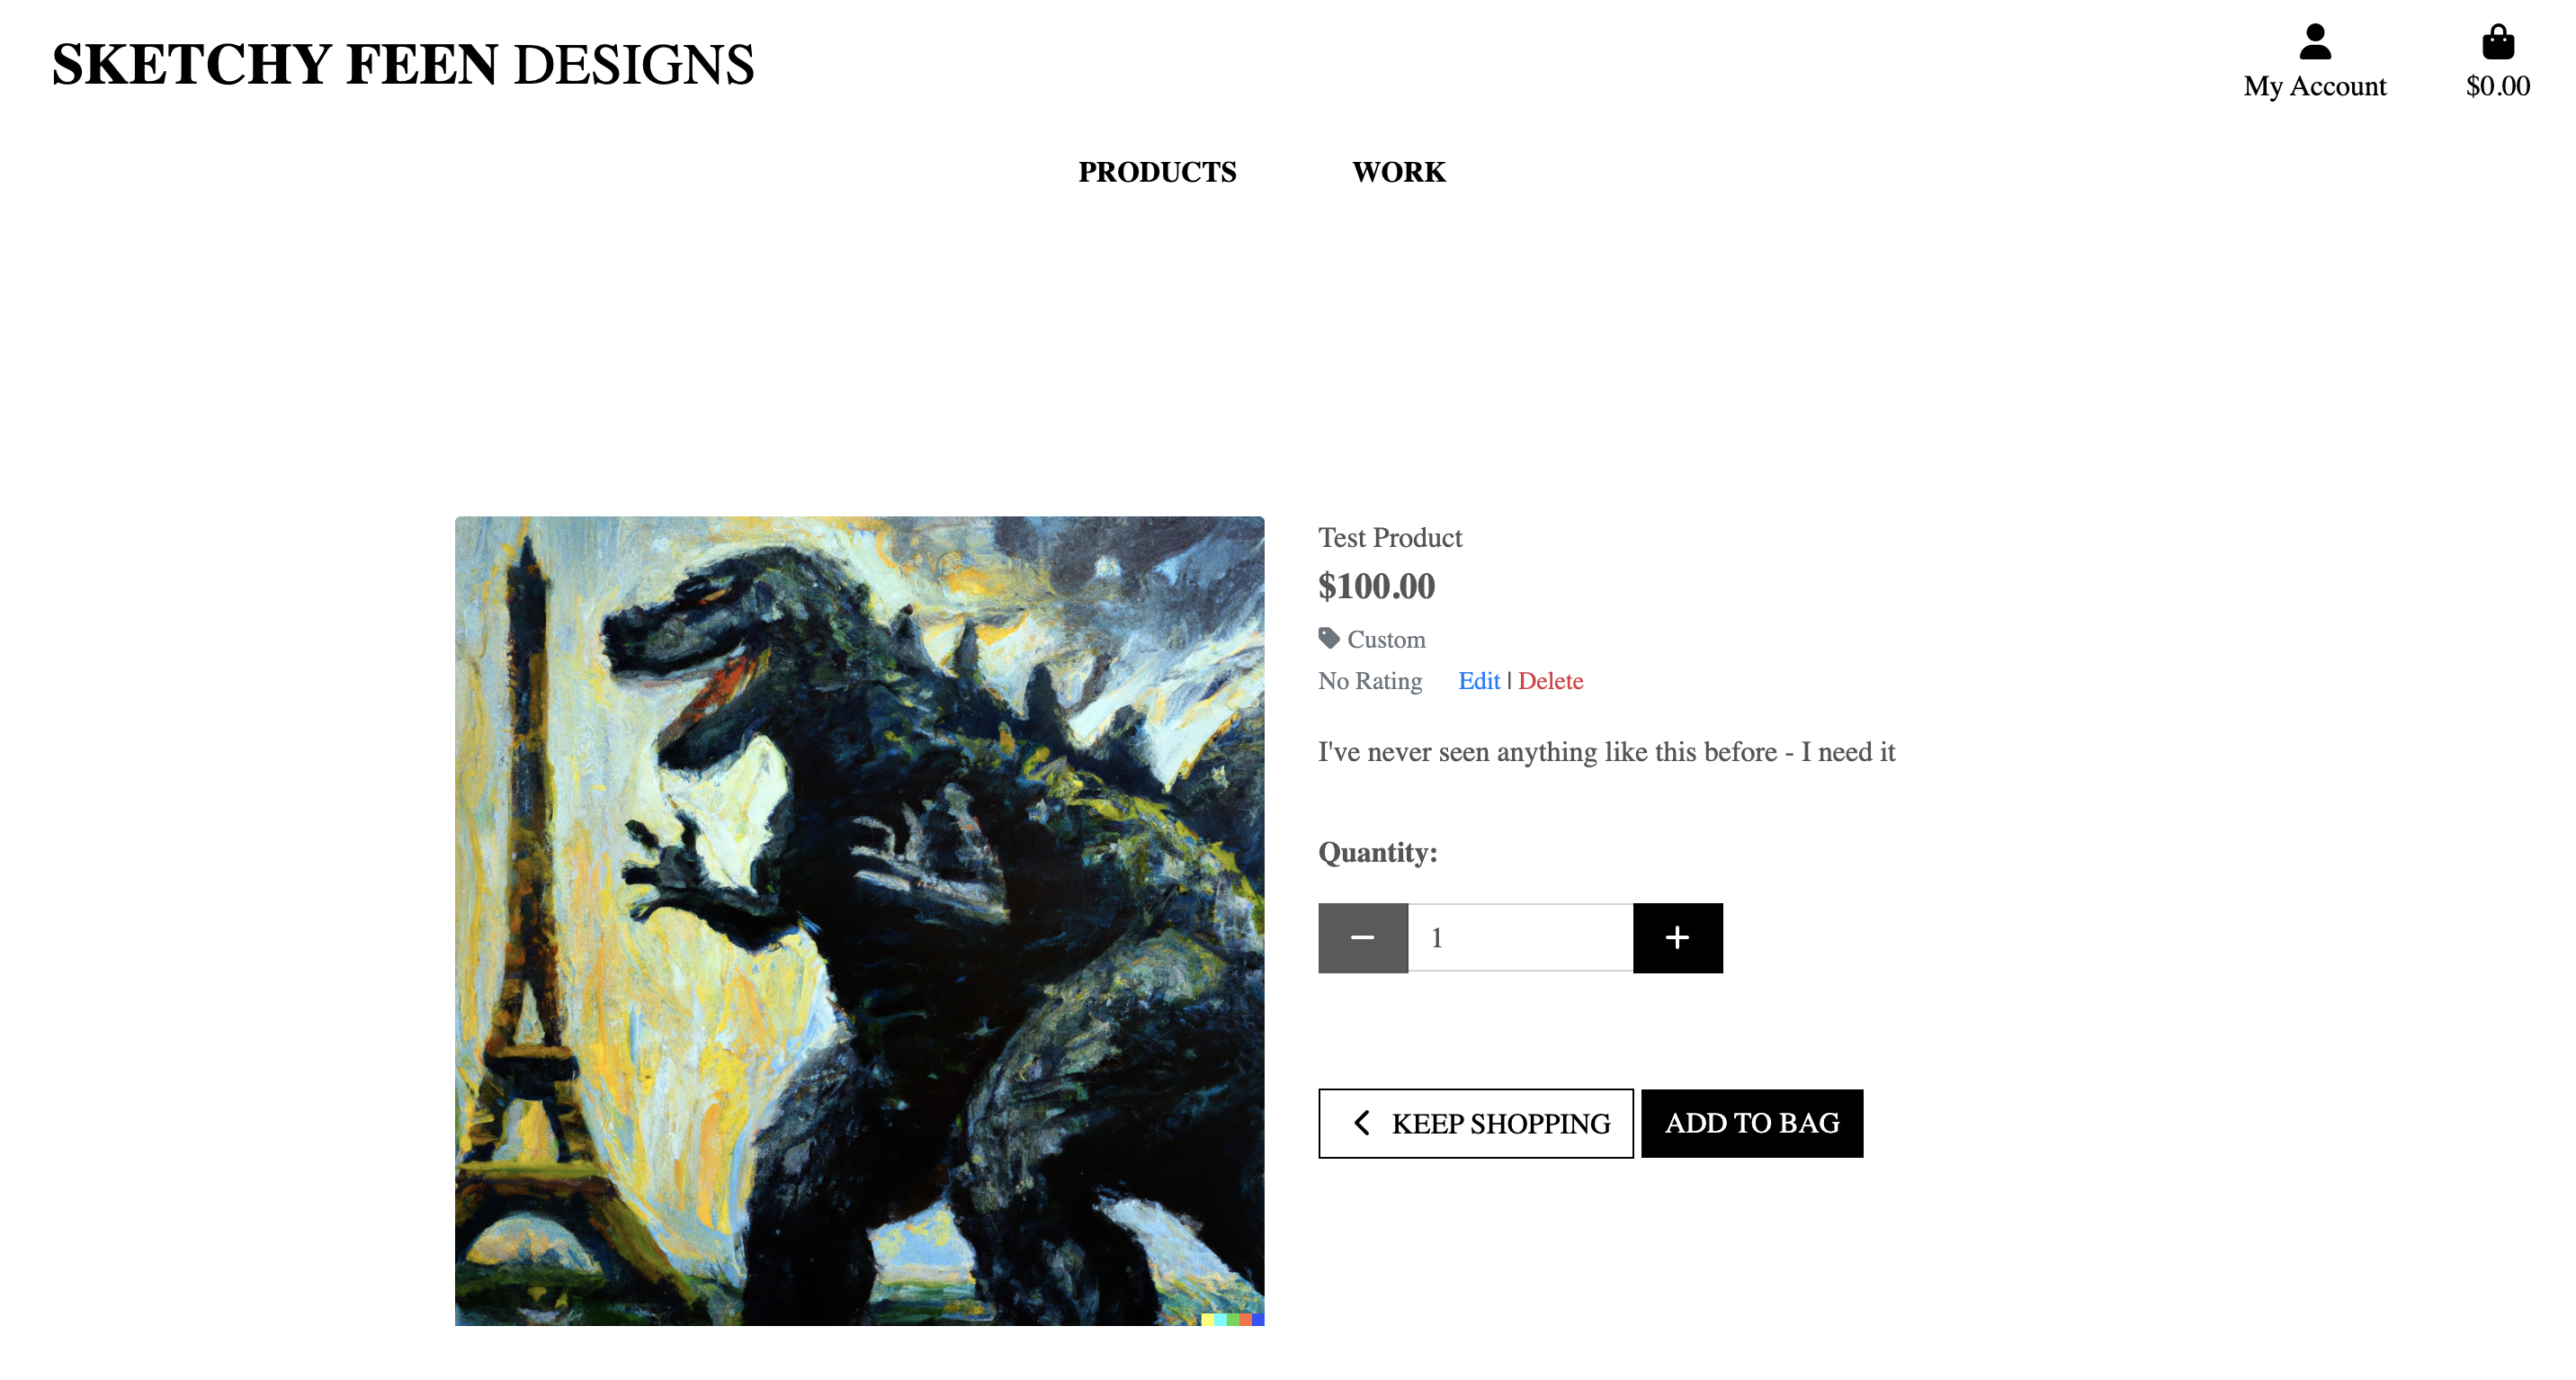 SKETCHY FEEN DESIGNS
My Account
$0.00
PRODUCTS
WORK
Test Product
$100.00
Custom
No Rating Edit | Delete
I've never seen anything like this before - I need it
Quantity:
1
KEEP SHOPPING
ADD TO BAG